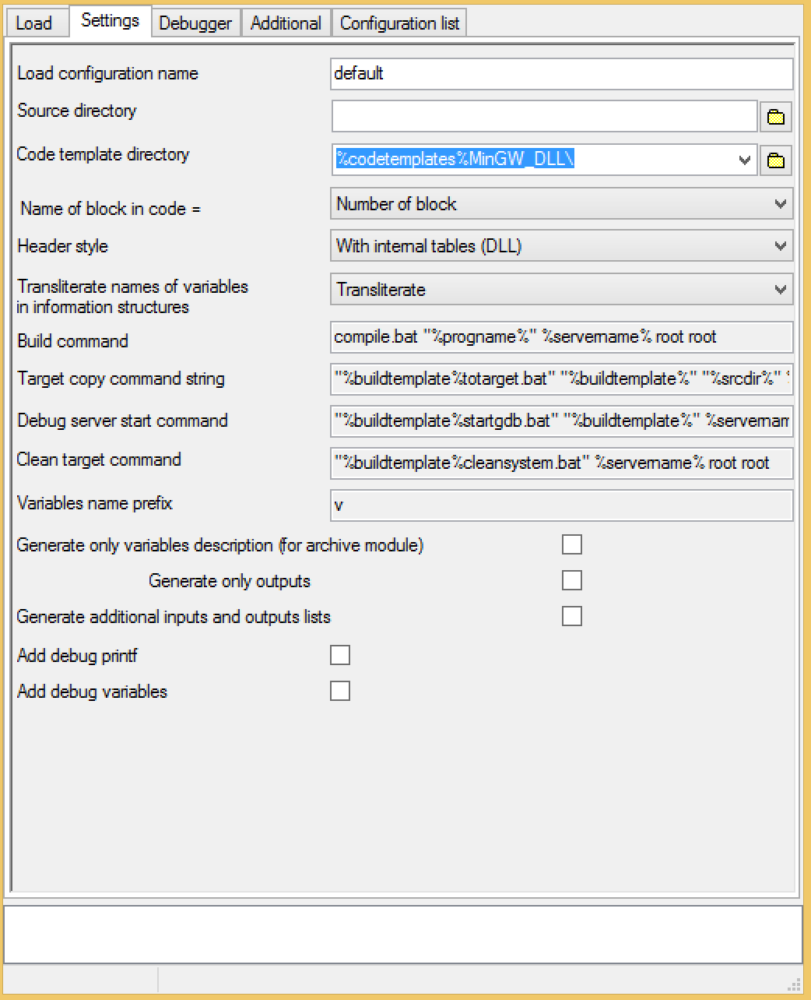 Load
Settings
Debugger
Additional
Configuration list
Load configuration name
default
Source directory
Code template directory
%codetemplates%MinGW_DLL\
Name of block in code =
Number of block
Header style
With internal tables (DLL)
Transliterate names of variables
in information structures
Transliterate
Build command
compile.bat "%progname%" %servername% root root
Target copy command string
"%buildtemplate%totarget.bat" "%buildtemplate%" "%srcdir%"
Debug server start command
"%buildtemplate%startgdb.bat" "%buildtemplate%" %servernam
Clean target command
"%buildtemplate%cleansystem.bat" %servername% root root
Variables name prefix
v
Generate only variables description (for archive module)
Generate only outputs
Generate additional inputs and outputs lists
Add debug printf
Add debug variables